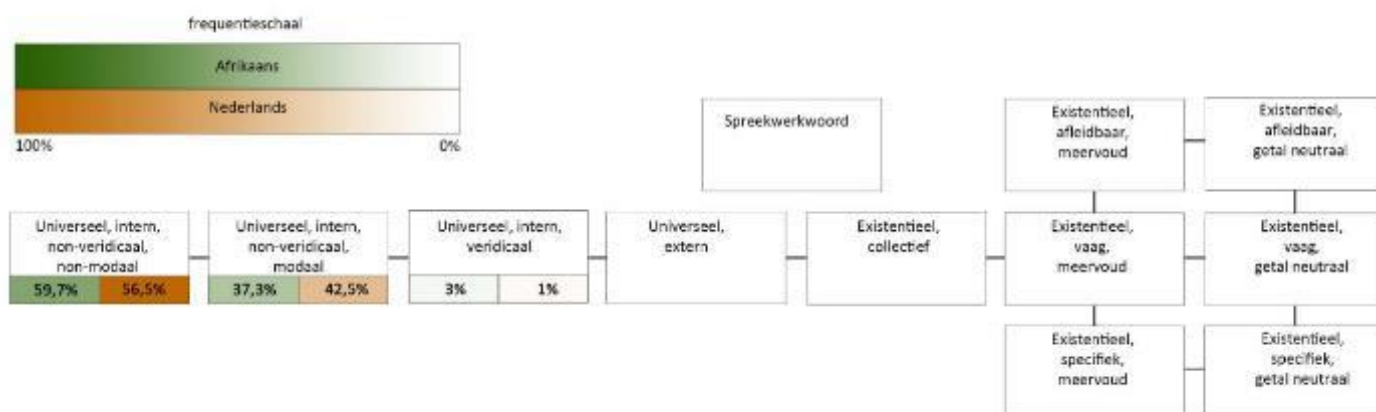 frequentieschaal
Afrikaans
Nederlands
100%
0%
Spreekwerkwoord
Existentieel,
afleidbaar,
meervoud
Existentieel,
afleidbaar,
getal neutraal
Universeel, intern,
non-veridicaal,
non-modaal
59,7%
56,5%
Universeel, intern,
non-veridicaal,
modaal
37,3%
42,5%
Universeel, intern,
veridicaal
3%
1%
Universeel,
extern
Existentieel,
collectief
Existentieel,
vaag,
meervoud
Existentieel,
vaag,
getal neutraal
Existentieel,
specifiek,
meervoud
Existentieel,
specifiek,
getal neutraal